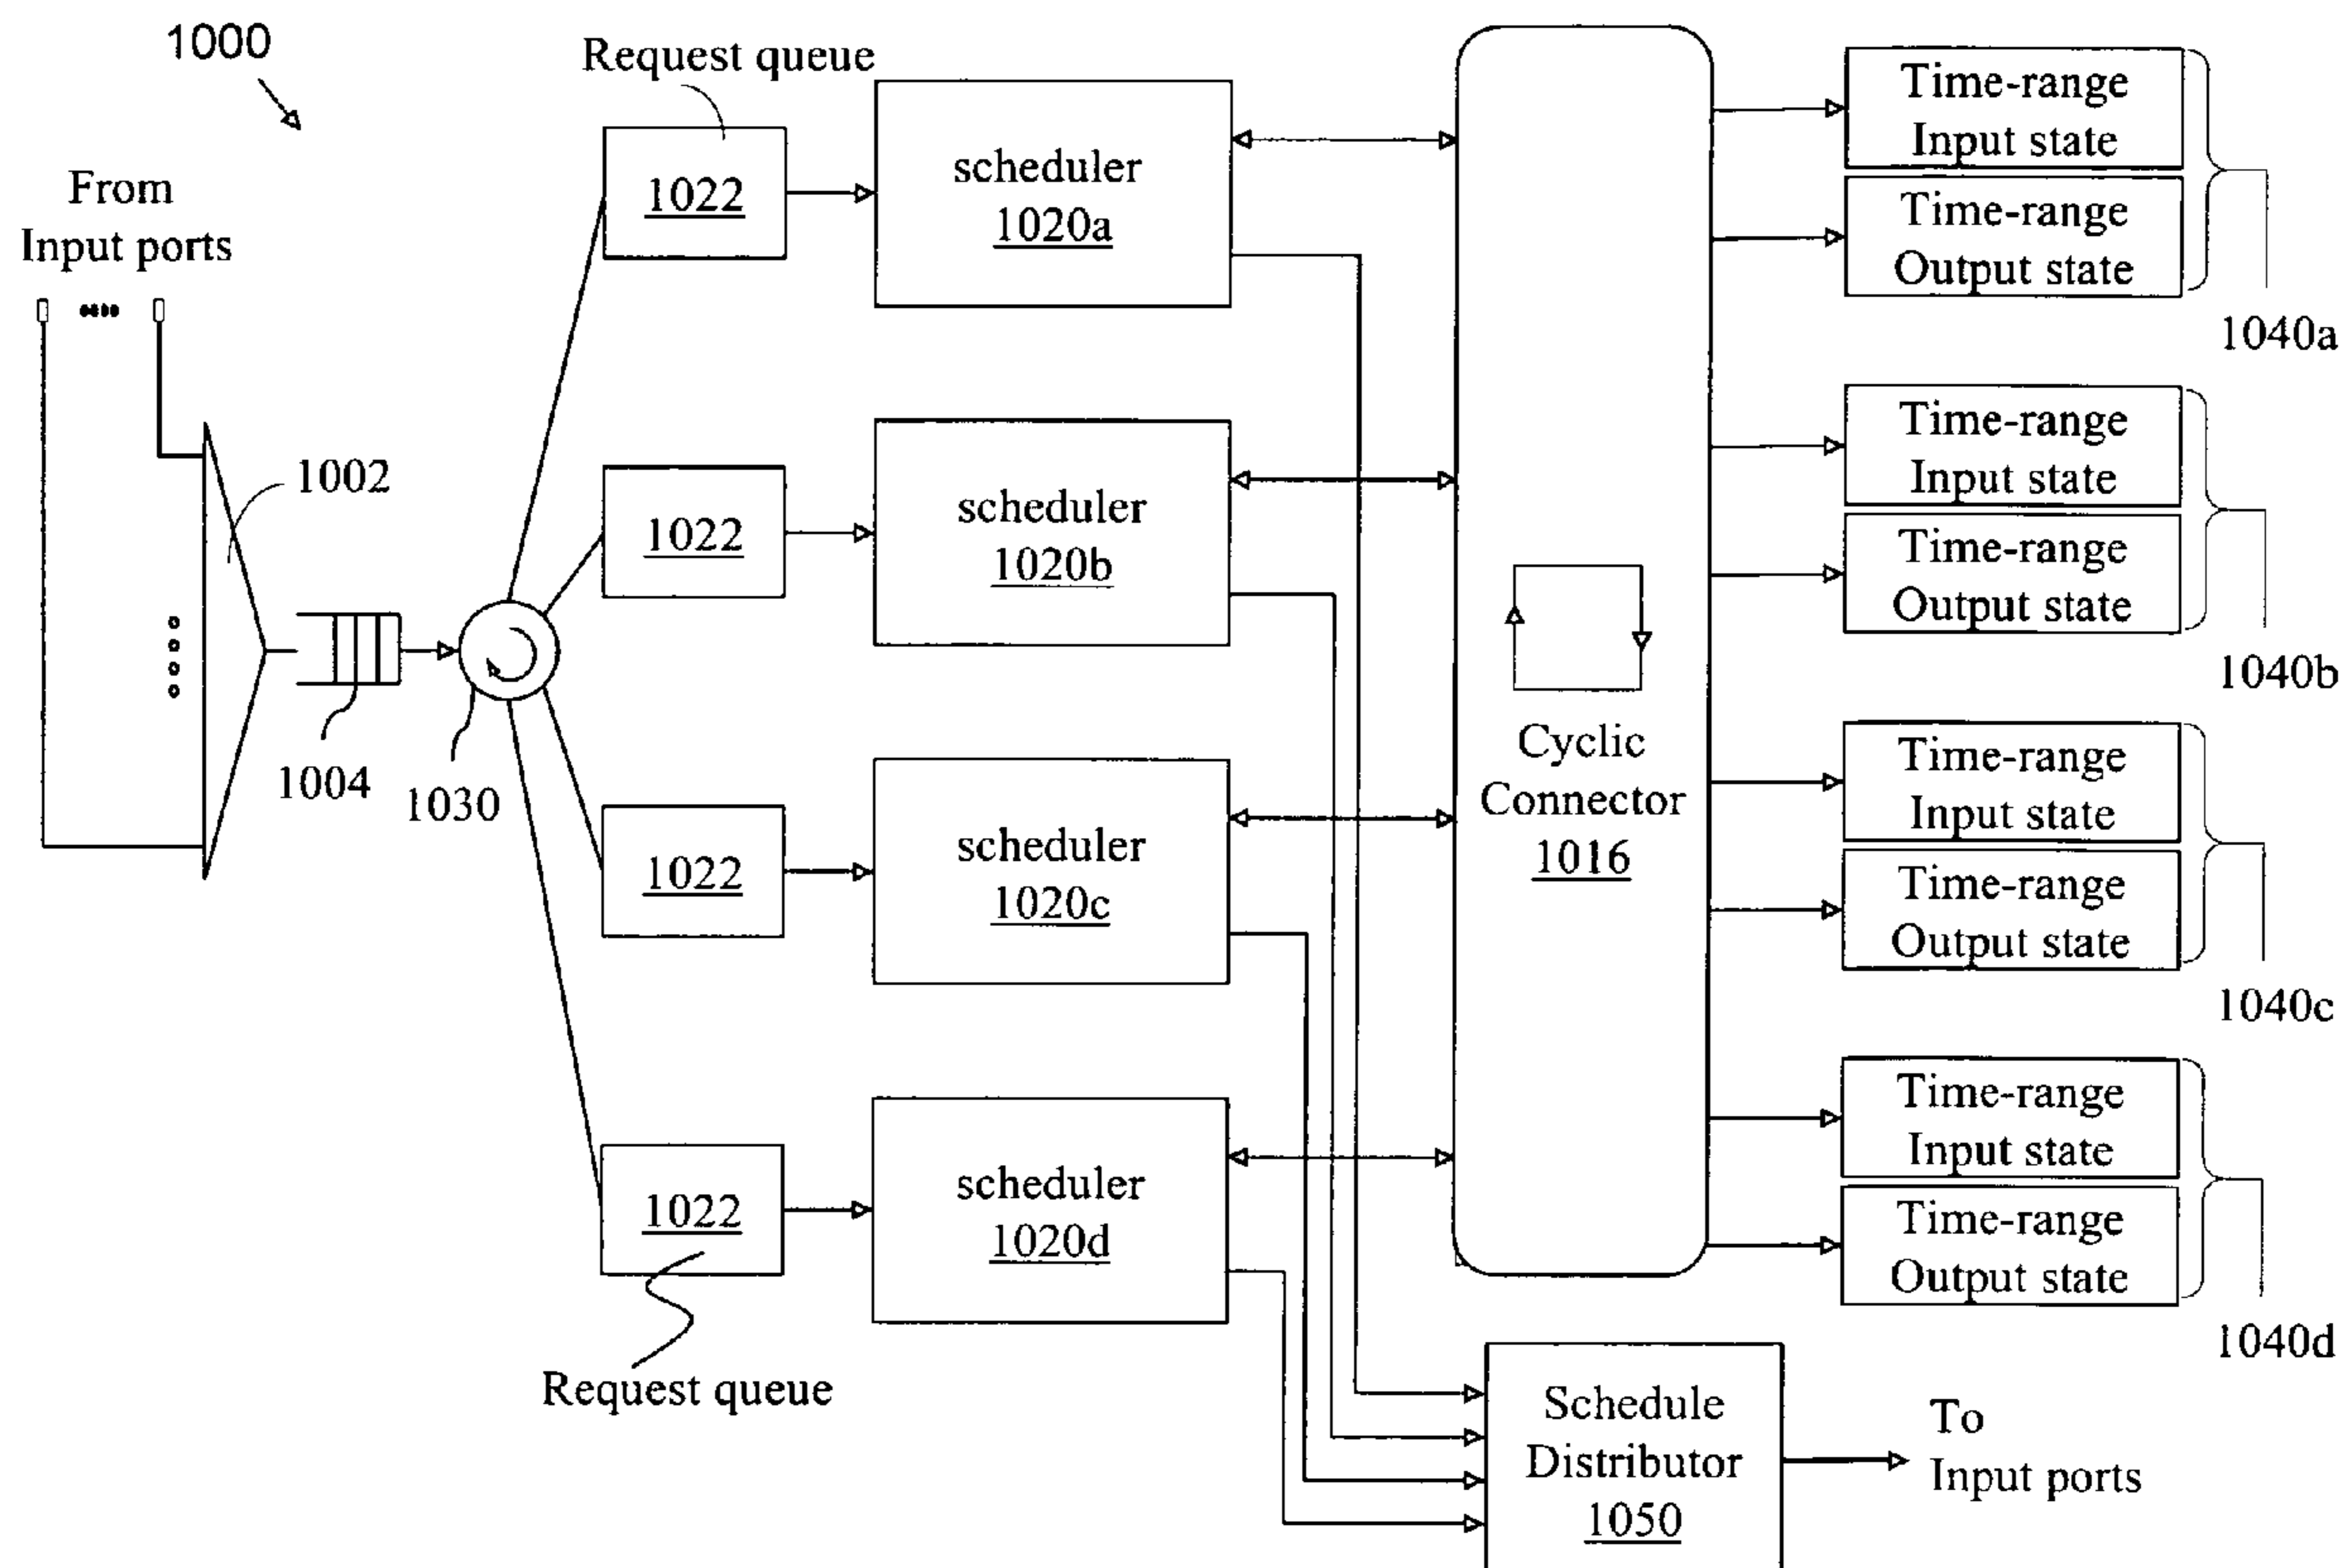 1000
Request queue
From
Input ports
1002
1004
1030
1022
scheduler
1020a
1022
scheduler
1020b
1022
scheduler
1020c
1022
scheduler
1020d
Request queue
Cyclic
Connector
1016
Time-range
Input state
Time-range
Output state
1040a
Time-range
Input state
Time-range
Output state
1040b
Time-range
Input state
Time-range
Output state
1040c
Time-range
Input state
Time-range
Output state
1040d
Schedule
Distributor
1050
To
Input ports